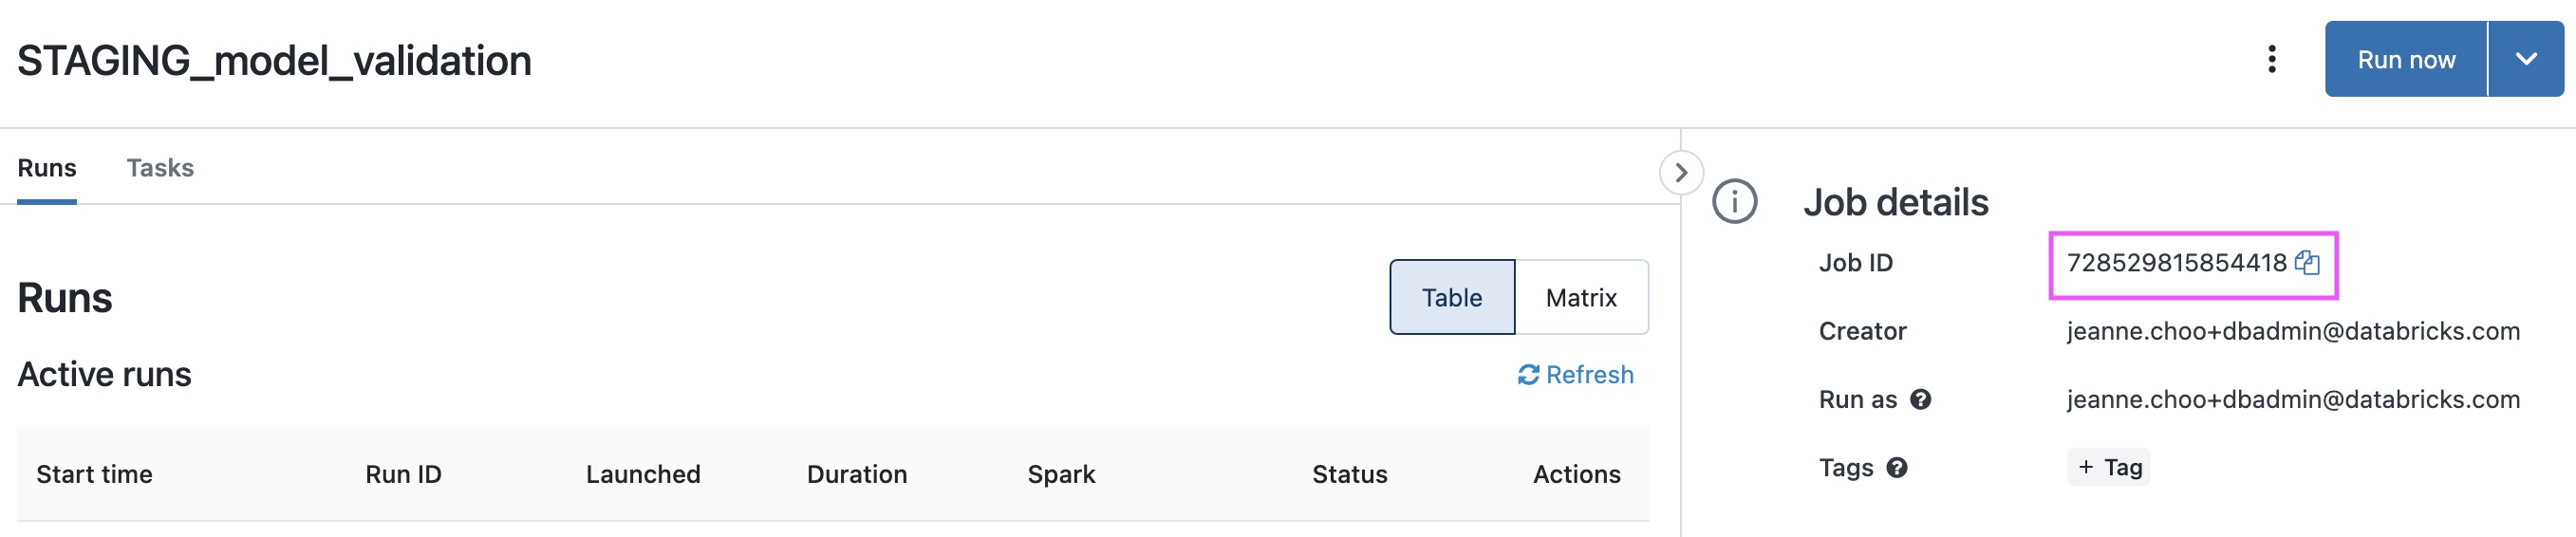 STAGING_model_validation
Run now
Runs Tasks
Runs
Table Matrix
Active runs
Refresh
Start time Run ID Launched Duration Spark Status Actions
Job details
Job ID 728529815854418
Creator jeanne.choo+dbadmin@databricks.com
Run as jeanne.choo+dbadmin@databricks.com
Tags + Tag